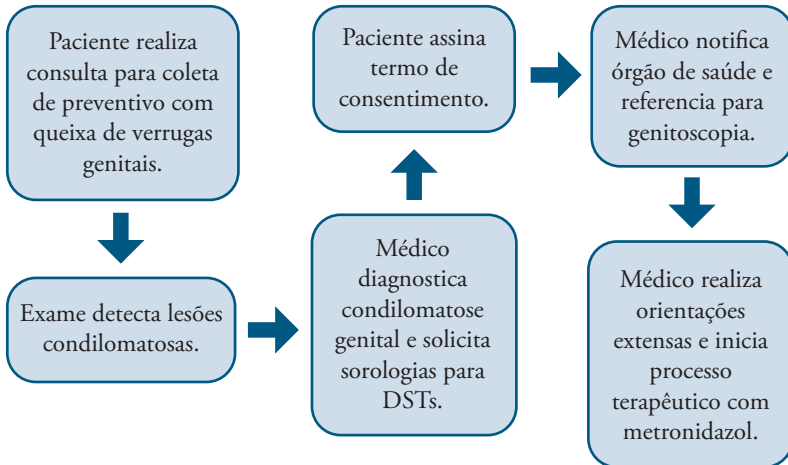 Paciente realiza
consulta para coleta
de preventivo com
queixa de verrugas
genitais.
Exame detecta lesões
condilomatosas.
Médico
diagnostica
condilomatose
genital e solicita
sorologias para
DSTs.
Paciente assina
termo de
consentimento.
Médico notifica
órgão de saúde e
referencia para
genitoscopia.
Médico realiza
orientações
extensas e inicia
processo
terapêutico com
metronidazol.